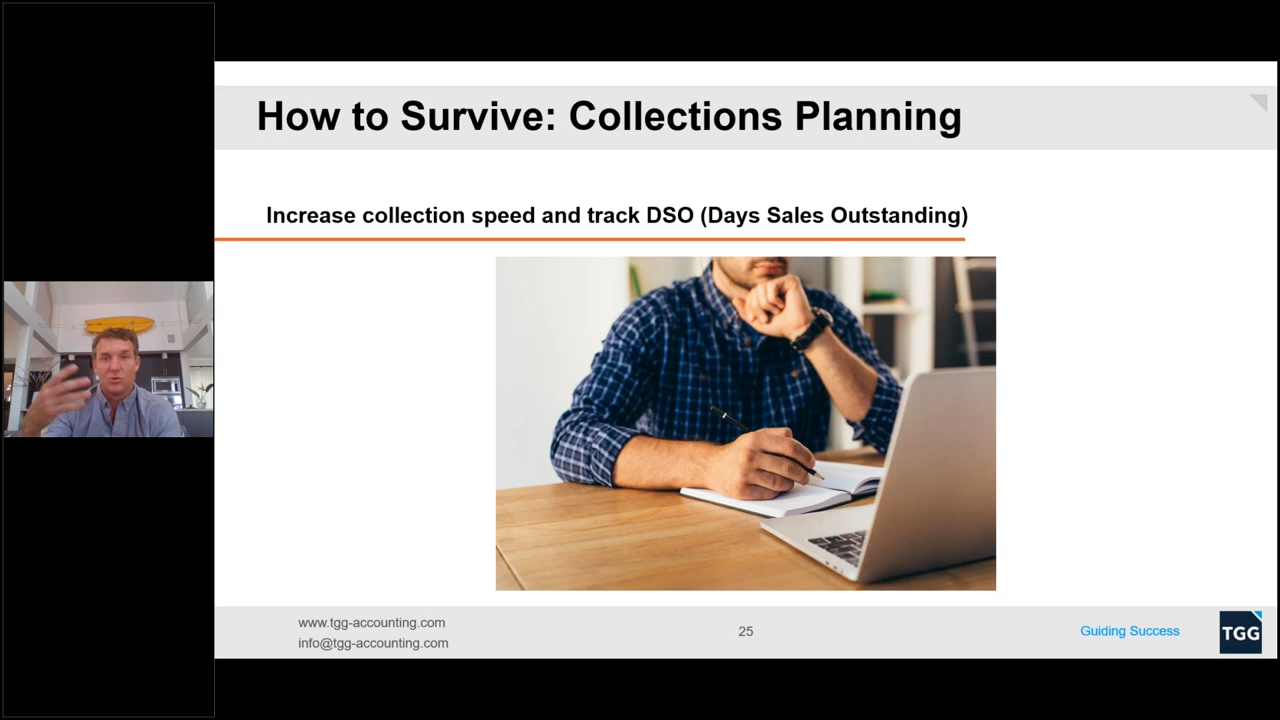 How to Survive: Collections Planning
Increase collection speed and track DSO (Days Sales Outstanding)
www.tgg-accounting.com
info@tgg-accounting.com
25
Guiding Success
TGG